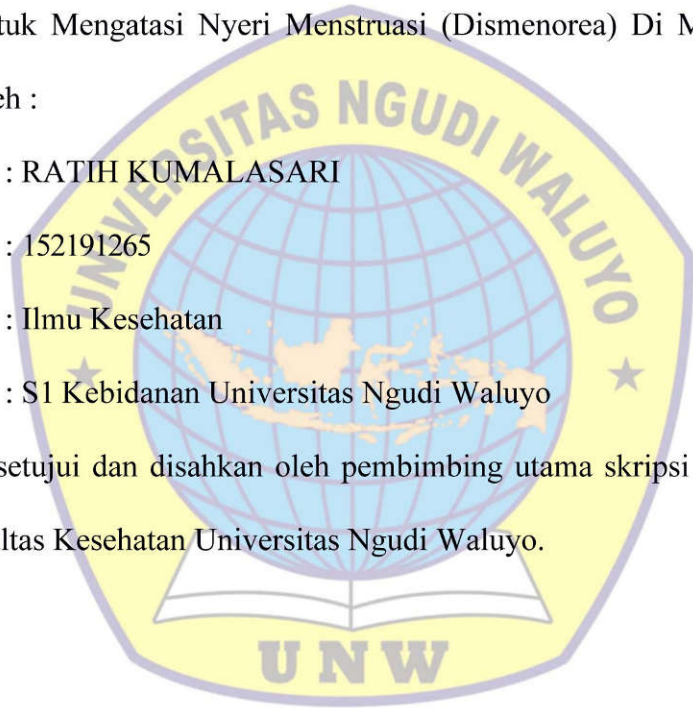 tuk Mengatasi Nyeri Menstruasi (Dismenorea) Di M
eh :
: RATIH KUMALASARI
: 152191265
: Ilmu Kesehatan
: S1 Kebidanan Universitas Ngudi Waluyo
setujui dan disahkan oleh pembimbing utama skripsi
ltas Kesehatan Universitas Ngudi Waluyo.
UNIVERSITAS NGUDI WALUYO
UNW